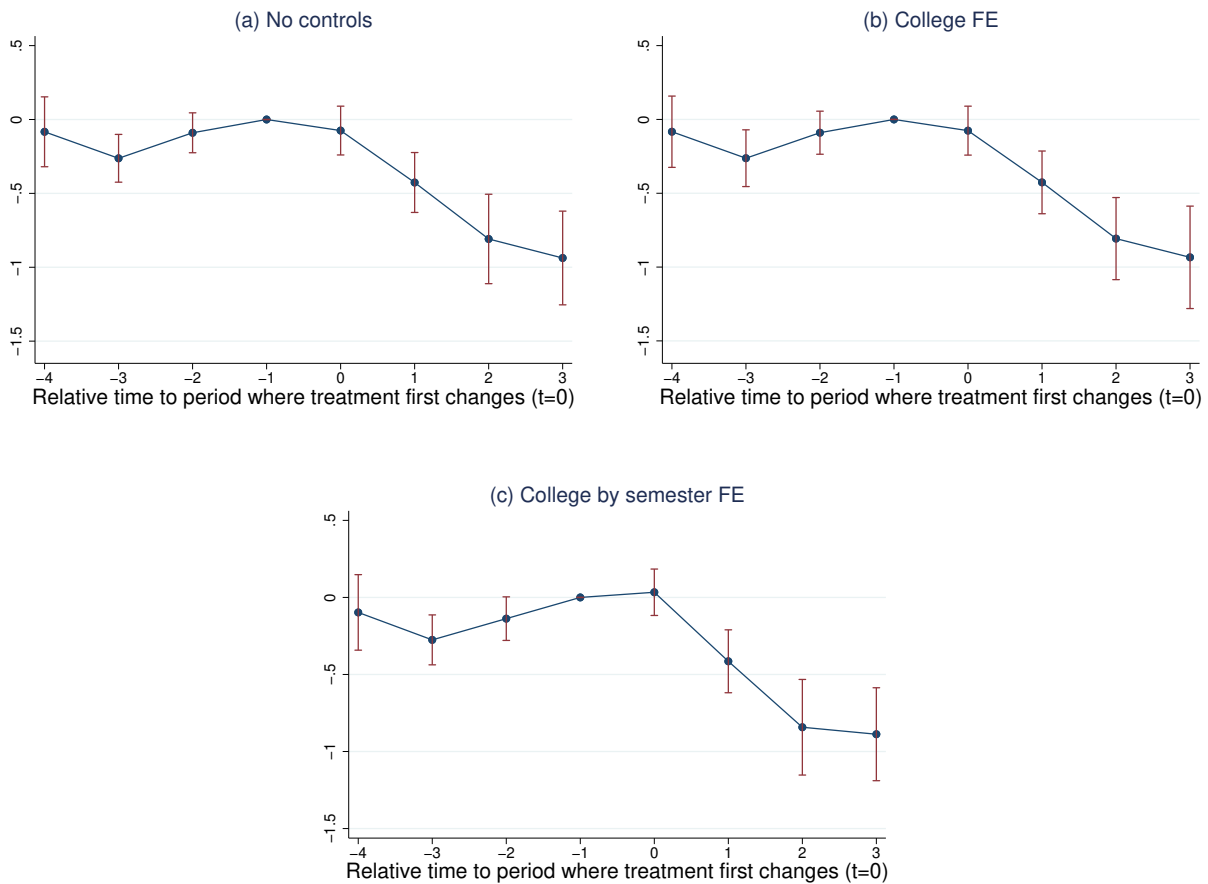 (a) No controls
.5
0
−.5
−1
−1.5
−4 −3 −2 −1 0 1 2 3
Relative time to period where treatment first changes (t=0)
(b) College FE
.5
0
−.5
−1
−1.5
−4 −3 −2 −1 0 1 2 3
Relative time to period where treatment first changes (t=0)
(c) College by semester FE
.5
0
−.5
−1
−1.5
−4 −3 −2 −1 0 1 2 3
Relative time to period where treatment first changes (t=0)